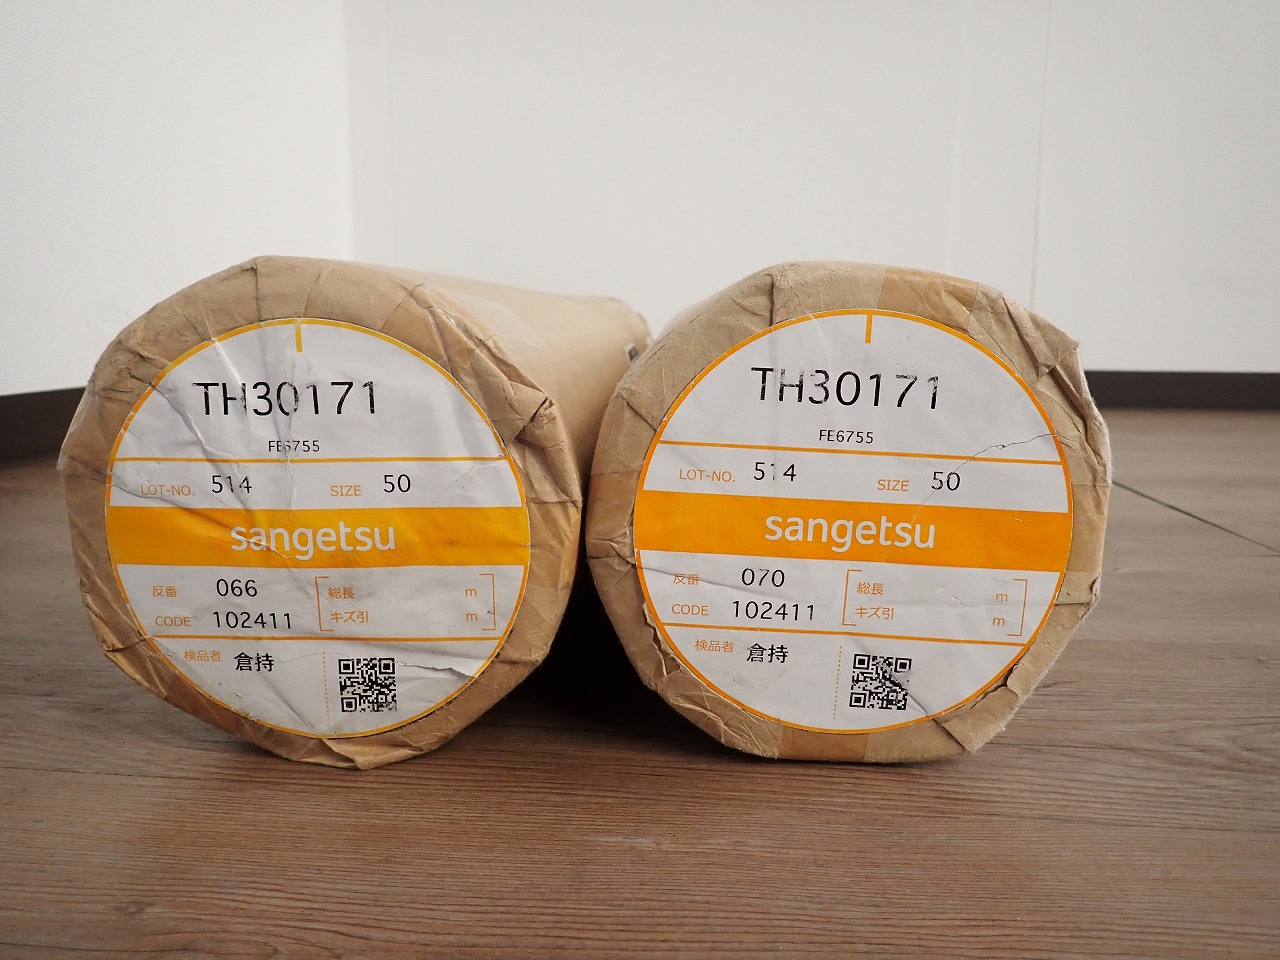 TH30171
FE6755
LOT-NO. 514 SIZE 50
sangetsu
反番 066 総長 m
CODE 102411 キズ引 m
検品者 倉持
TH30171
FE6755
LOT-NO. 514 SIZE 50
sangetsu
反番 070 総長 m
CODE 102411 キズ引 m
検品者 倉持